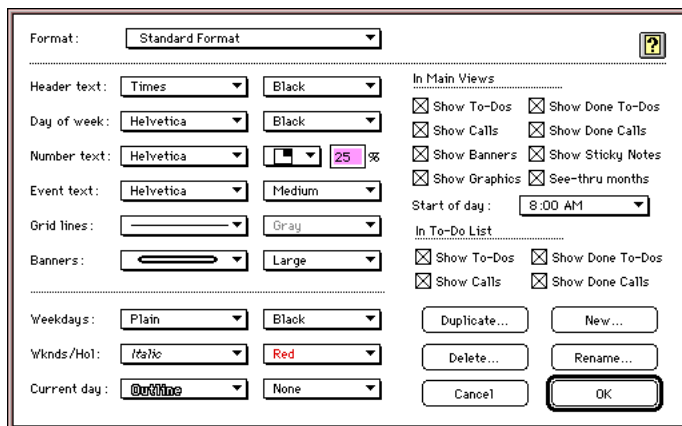 Format: Standard Format
?
Header text: Times Black
Day of week: Helvetica Black
Number text: Helvetica 25 %
Event text: Helvetica Medium
Grid lines: Gray
Banners: Large
Weekdays: Plain Black
Wknds/Hol: Italic Red
Current day: Outline None
In Main Views
Show To-Dos Show Done To-Dos
Show Calls Show Done Calls
Show Banners Show Sticky Notes
Show Graphics See-thru months
Start of day: 8:00 AM
In To-Do List
Show To-Dos Show Done To-Dos
Show Calls Show Done Calls
Duplicate... New...
Delete... Rename...
Cancel OK